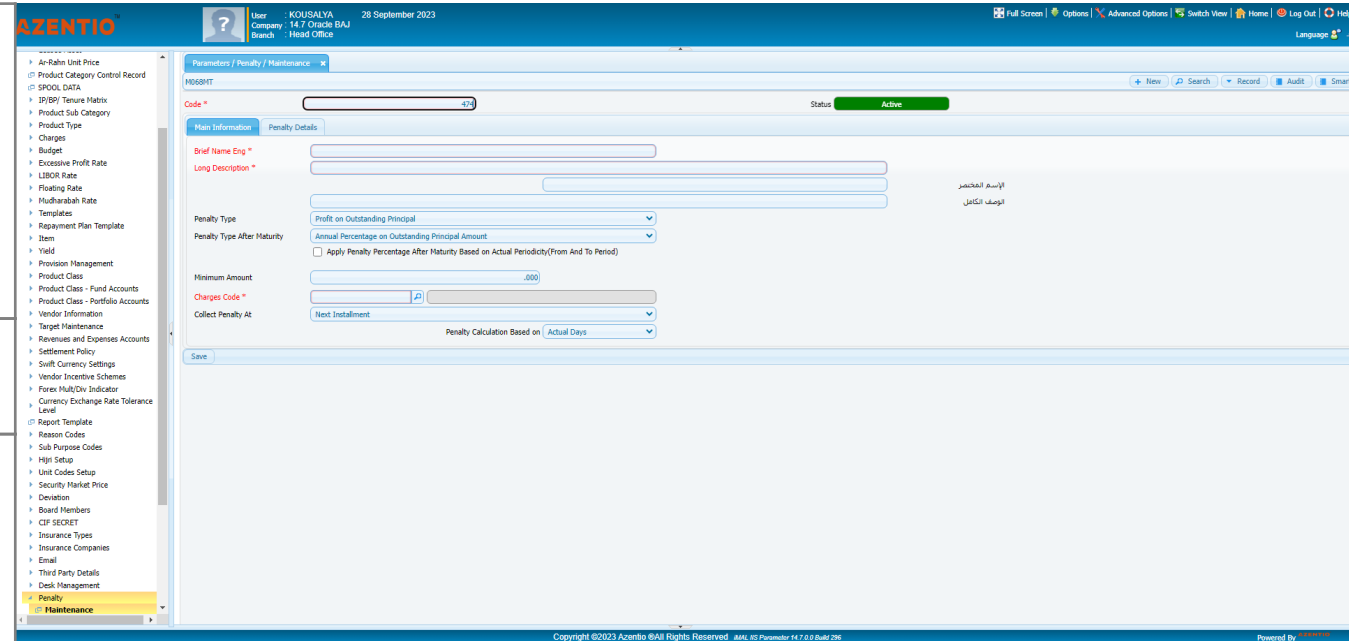 AZENTIO
User : KOUSALYA 28 September 2023
Company : 147 Oracle BAJ
Branch : Head Office
Full Screen | Options | Advanced Options | Switch View | Home | Log Out | Hel
Language
Ar-Rahn Unit Price
Product Category Control Record
SPOOL DATA
IP/BP/ Tenure Matrix
Product Sub Category
Product Type
Charges
Budget
Excessive Profit Rate
LIBOR Rate
Floating Rate
Mudharabah Rate
Templates
Repayment Plan Template
Item
Yield
Provision Management
Product Class
Product Class - Fund Accounts
Product Class - Portfolio Accounts
Vendor Information
Target Maintenance
Revenues and Expenses Accounts
Settlement Policy
Swift Currency Settings
Vendor Incentive Schemes
Forex Mult/Div Indicator
Currency Exchange Rate Tolerance
Level
Report Template
Reason Codes
Sub Purpose Codes
Hijri Setup
Unit Codes Setup
Security Market Price
Deviation
Board Members
CIF SECRET
Insurance Types
Insurance Companies
Email
Third Party Details
Desk Management
Penalty
Maintenance
Parameters / Penalty / Maintenance x
M068MT
+ New Search Record Audit Smar
Code * 474 Status Active
Main Information Penalty Details
Brief Name Eng *
Long Description *
الإسم المختصر
الوصف الكامل
Penalty Type Profit on Outstanding Principal
Penalty Type After Maturity Annual Percentage on Outstanding Principal Amount
Apply Penalty Percentage After Maturity Based on Actual Periodicity(From And To Period)
Minimum Amount .000
Charges Code *
Collect Penalty At Next Installment
Penalty Calculation Based on Actual Days
Save
Copyright ©2023 Azentio ®All Rights Reserved iMAL IIS Parameter 14.7.0.0 Build 296
Powered By AZENTIO